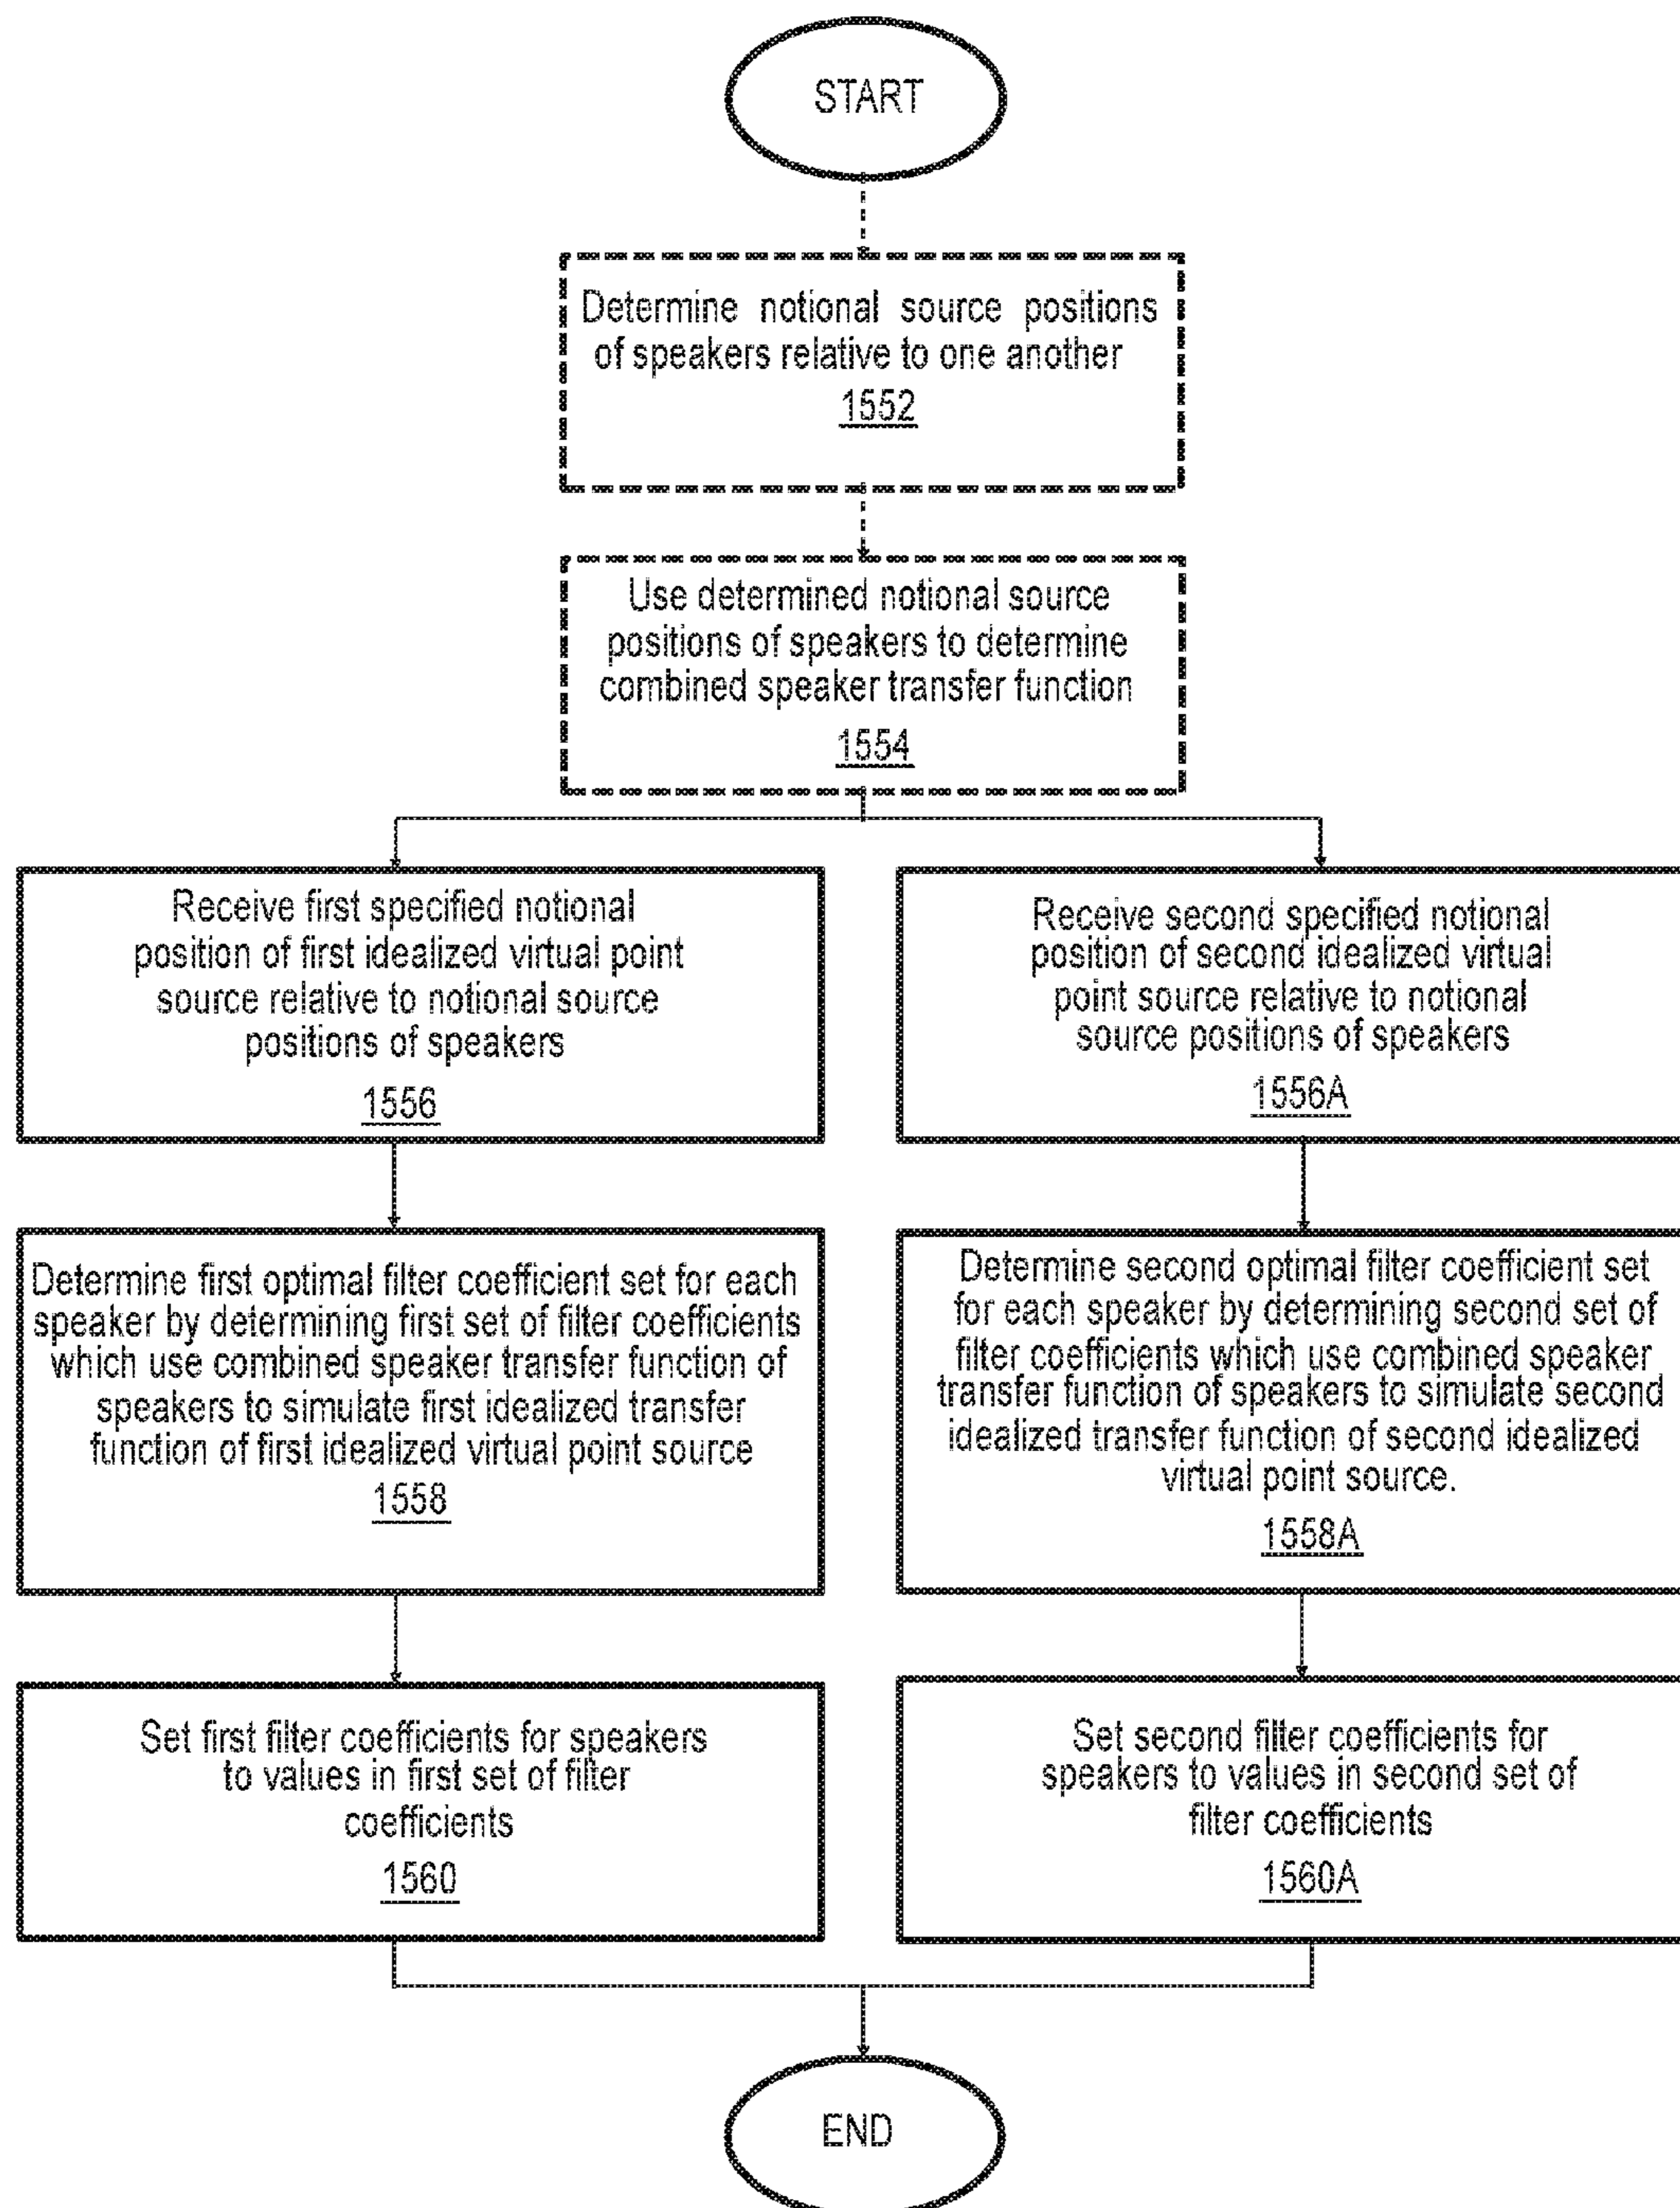 START
Determine notional source positions
of speakers relative to one another
1552
Use determined notional source
positions of speakers to determine
combined speaker transfer function
1554
Receive first specified notional
position of first idealized virtual point
source relative to notional source
positions of speakers
1556
Receive second specified notional
position of second idealized virtual
point source relative to notional
source positions of speakers
1556A
Determine first optimal filter coefficient set for each
speaker by determining first set of filter coefficients
which use combined speaker transfer function of
speakers to simulate first idealized transfer
function of first idealized virtual point source
1558
Determine second optimal filter coefficient set
for each speaker by determining second set of
filter coefficients which use combined speaker
transfer function of speakers to simulate second
idealized transfer function of second idealized
virtual point source.
1558A
Set first filter coefficients for speakers
to values in first set of filter
coefficients
1560
Set second filter coefficients for
speakers to values in second set of
filter coefficients
1560A
END